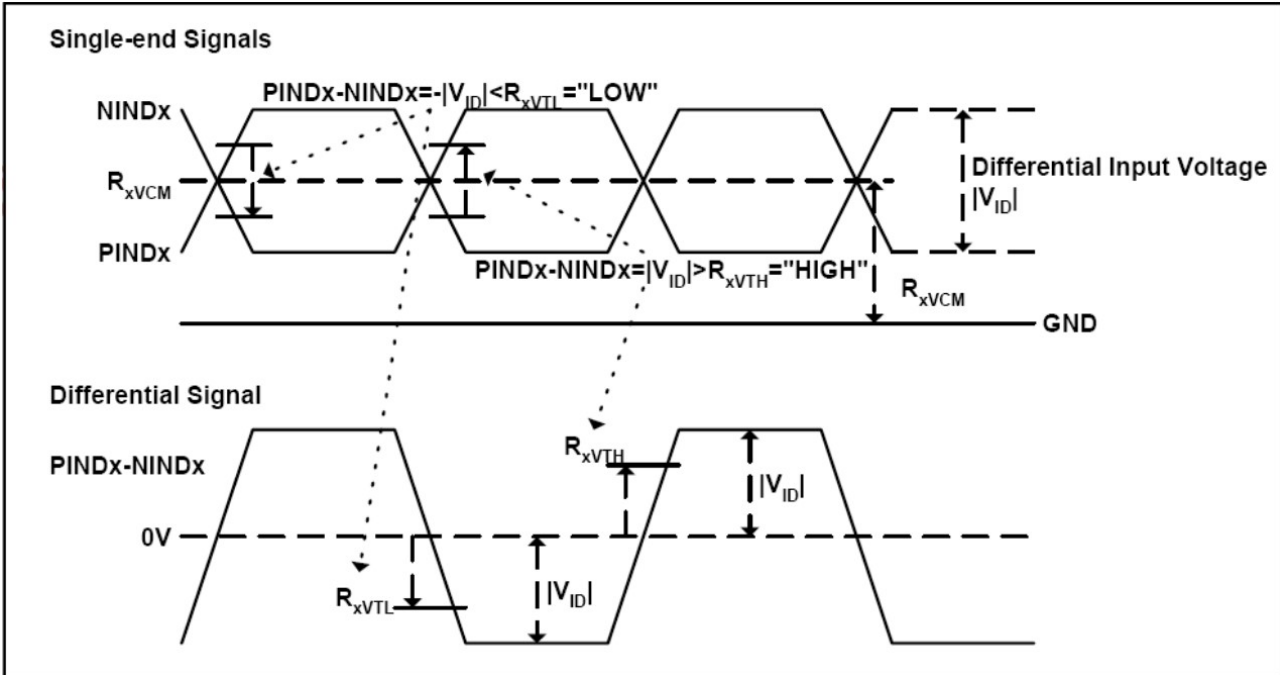 Single-end Signals
PINDx-NINDx=-|VID|<RxVTL="LOW"
NINDx
RxVCM
Differential Input Voltage
|VID|
PINDx
PINDx-NINDx=|VID|>RxVTH="HIGH"
RxVCM
GND
Differential Signal
RxVTH
PINDx-NINDx
|VID|
0V
RxVTL
|VID|